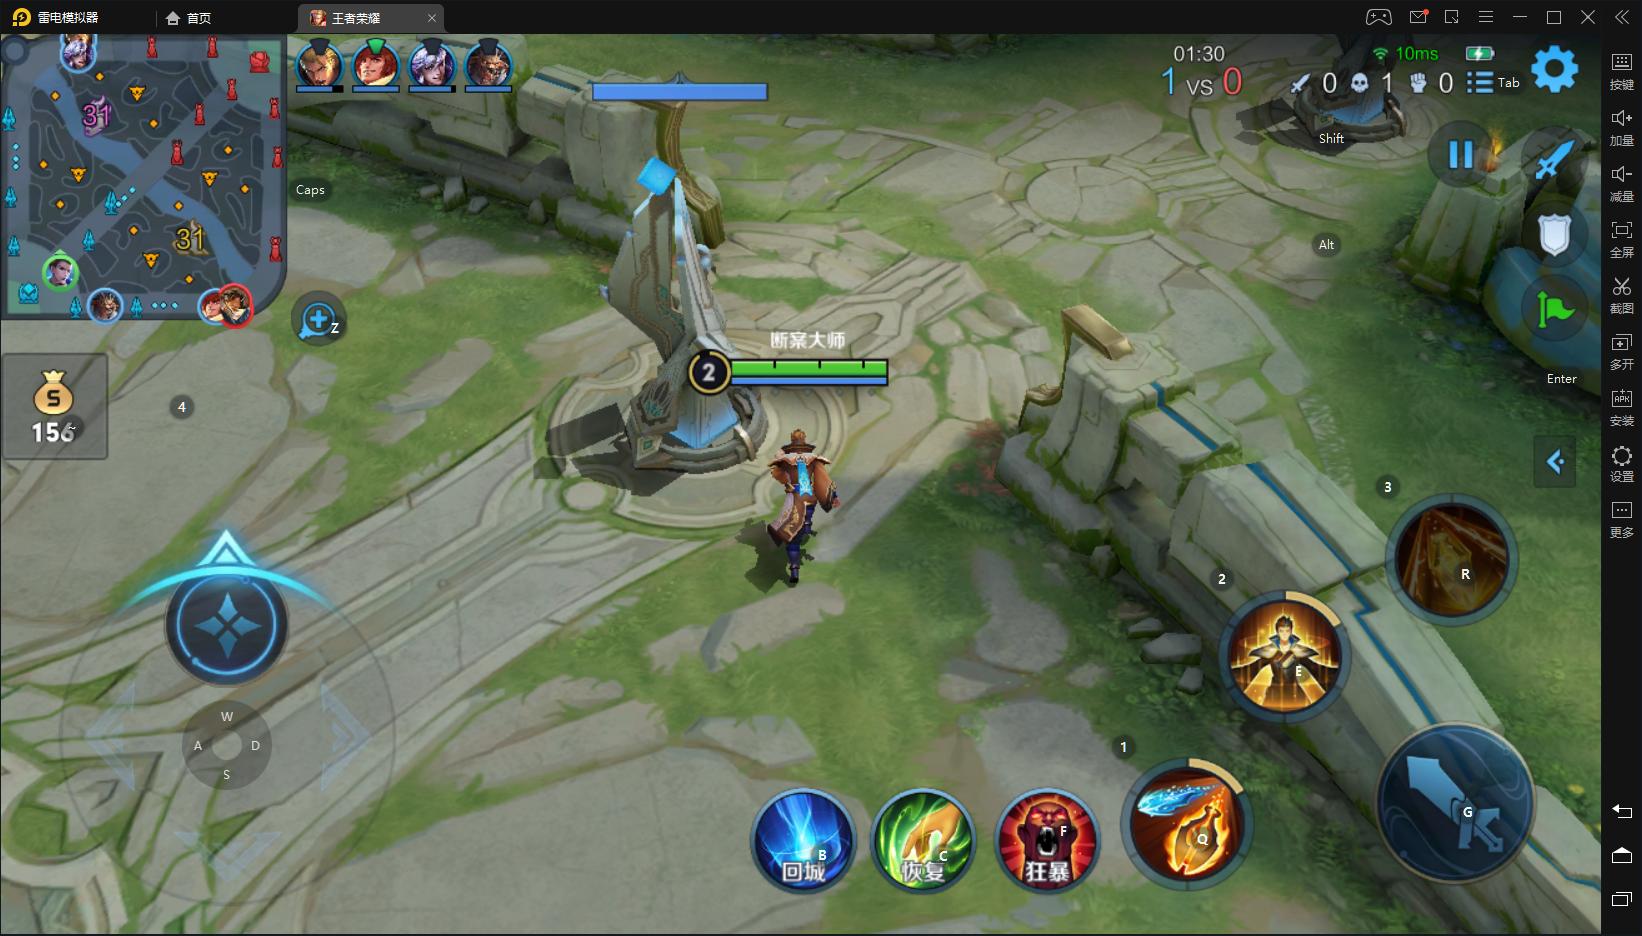 雷电模拟器
首页
王者荣耀
01:30
10ms
1 vs 0
0 1 0
Tab
Shift
Caps
Alt
Enter
31
31
Z
S
156
4
断案大师
2
3
R
2
E
1
Q
G
W
A D
S
B
回城
C
恢复
F
狂暴
按键
加量
减量
全屏
截图
多开
APK
安装
设置
更多